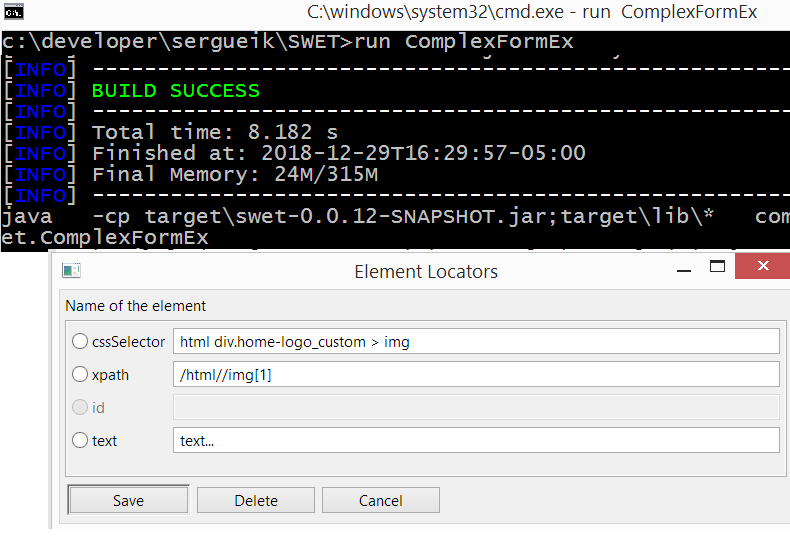 C:\windows\system32\cmd.exe - run  ComplexFormEx
c:\developer\sergueik\SWET>run ComplexFormEx
[INFO] ------------------------------------------------------
[INFO] BUILD SUCCESS
[INFO] ------------------------------------------------------
[INFO] Total time: 8.182 s
[INFO] Finished at: 2018-12-29T16:29:57-05:00
[INFO] Final Memory: 24M/315M
[INFO] ------------------------------------------------------
java   -cp target\swet-0.0.12-SNAPSHOT.jar;target\lib\*   com
et.ComplexFormEx
Element Locators
Name of the element
cssSelector html div.home-logo_custom > img
xpath /html//img[1]
id
text text...
Save Delete Cancel